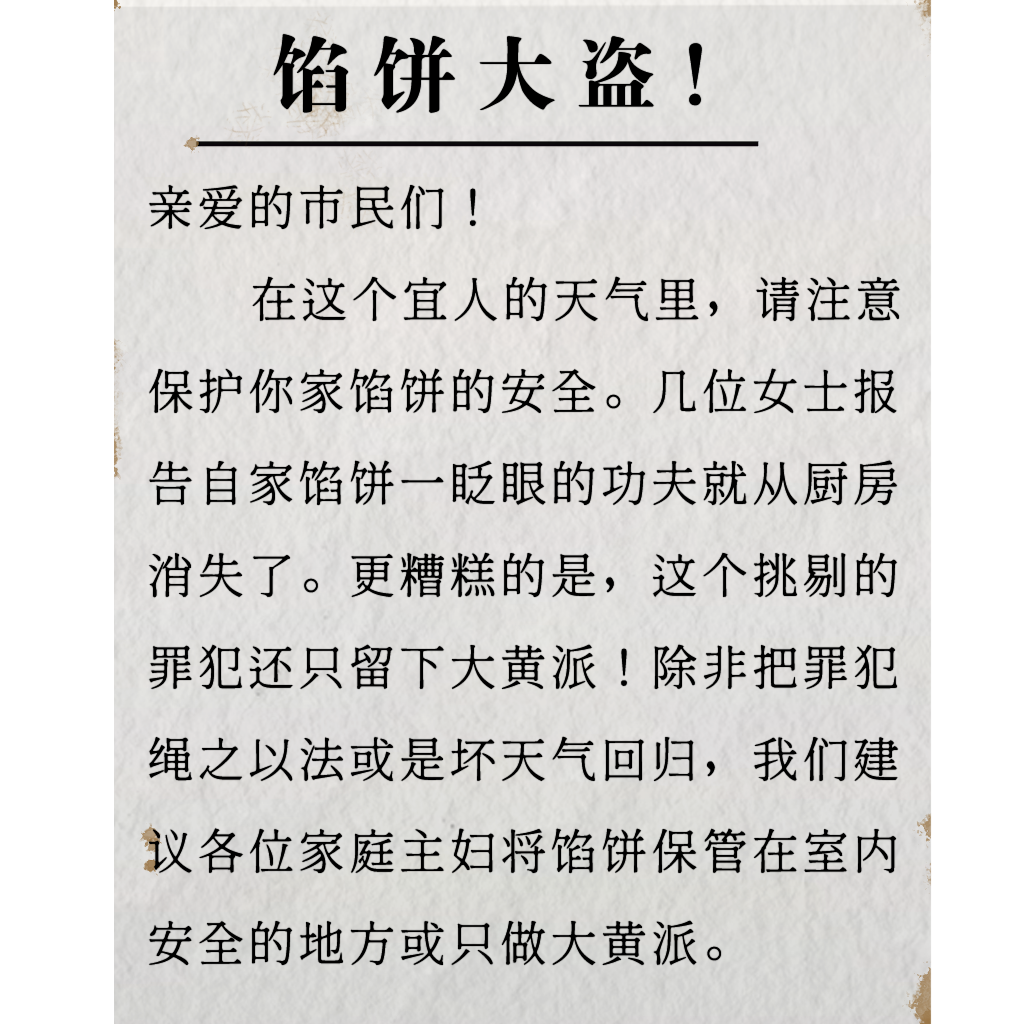 馅饼大盗！
亲爱的市民们！
在这个宜人的天气里，请注意
保护你家馅饼的安全。几位女士报
告自家馅饼一眨眼的功夫就从厨房
消失了。更糟糕的是，这个挑剔的
罪犯还只留下大黄派！除非把罪犯
绳之以法或是坏天气回归，我们建
议各位家庭主妇将馅饼保管在室内
安全的地方或只做大黄派。